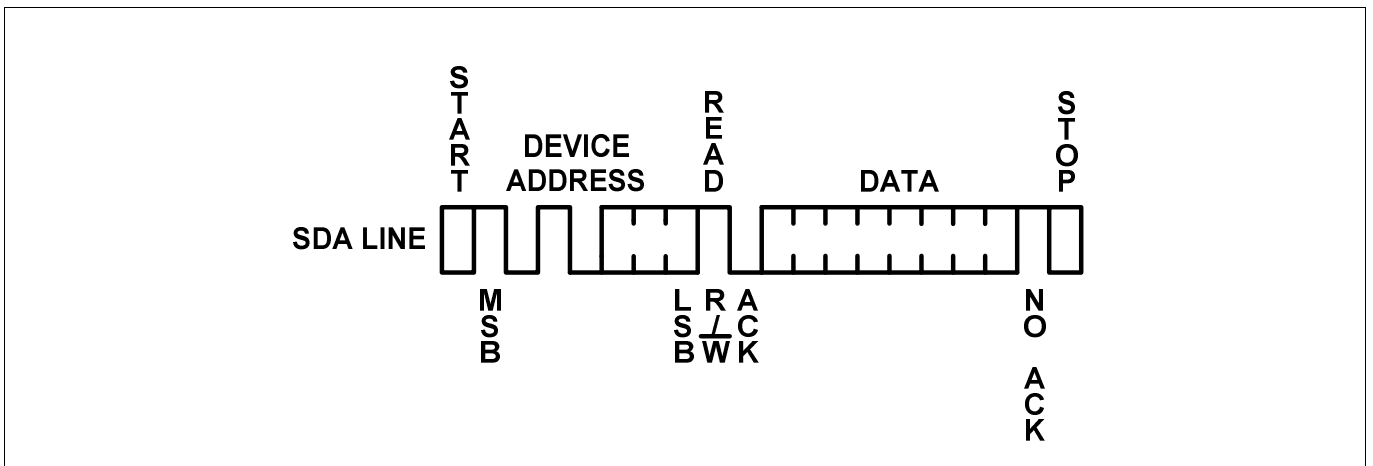 START
DEVICE
ADDRESS
READ
DATA
STOP
SDA LINE
MSB
LSB
R/W
ACK
NO ACK